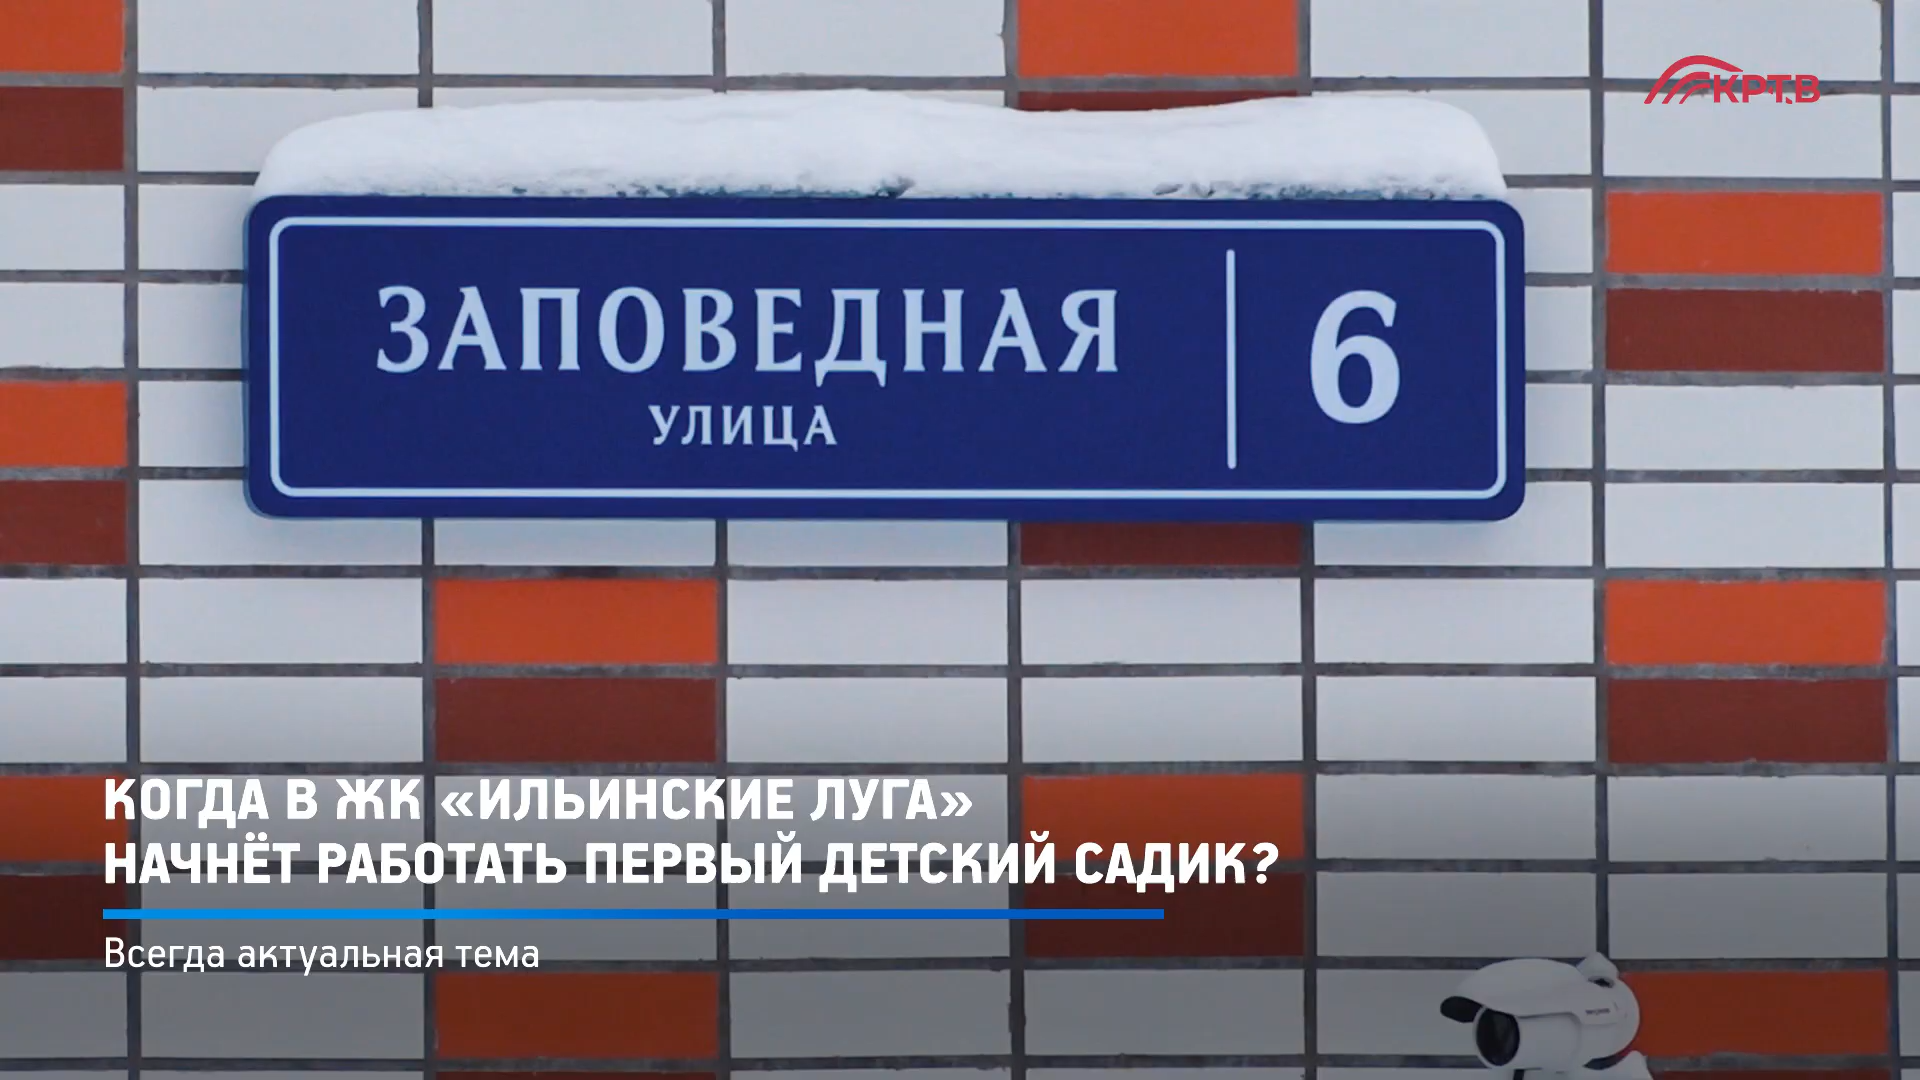 КРТВ
ЗАПОВЕДНАЯ
УЛИЦА
6
КОГДА В ЖК «ИЛЬИНСКИЕ ЛУГА»
НАЧНЁТ РАБОТАТЬ ПЕРВЫЙ ДЕТСКИЙ САДИК?
Всегда актуальная тема